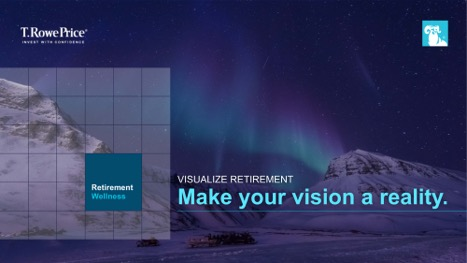 T.RowePrice®
INVEST WITH CONFIDENCE
Retirement
Wellness
VISUALIZE RETIREMENT
Make your vision a reality.